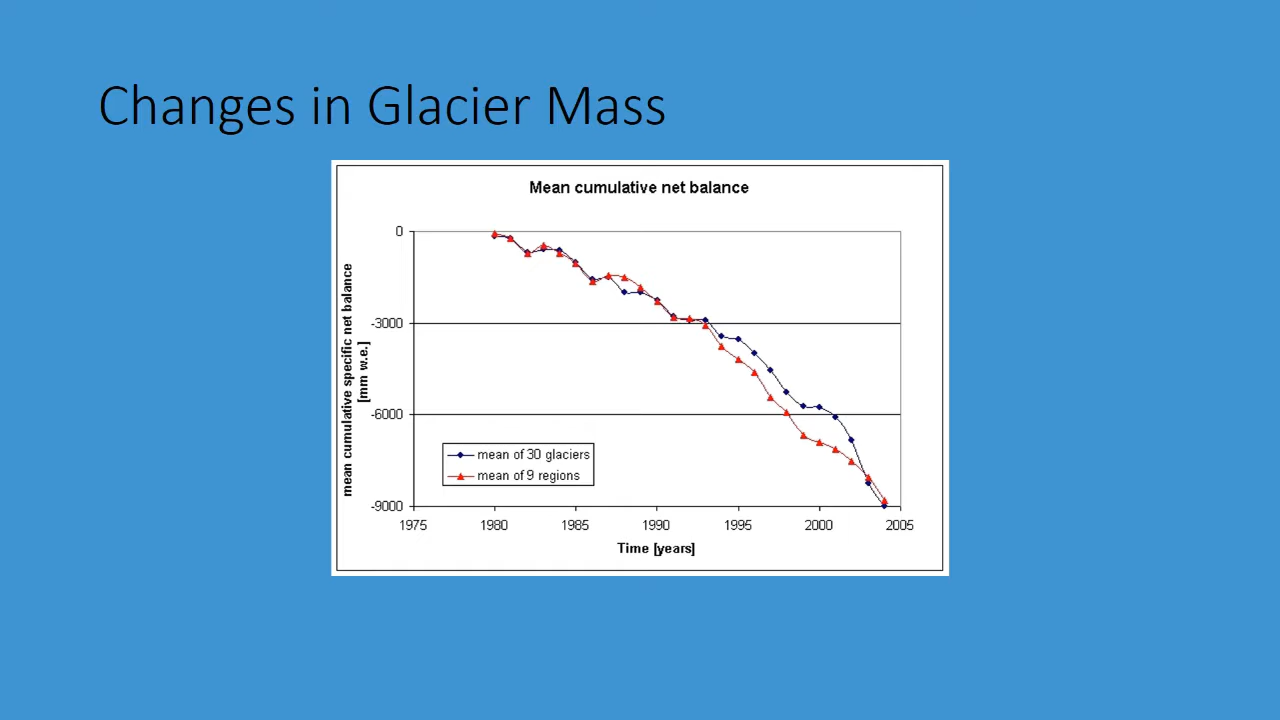 Changes in Glacier Mass
Mean cumulative net balance
mean cumulative specific net balance
[mm w.e.]
0
-3000
-6000
-9000
mean of 30 glaciers
mean of 9 regions
1975 1980 1985 1990 1995 2000 2005
Time [years]